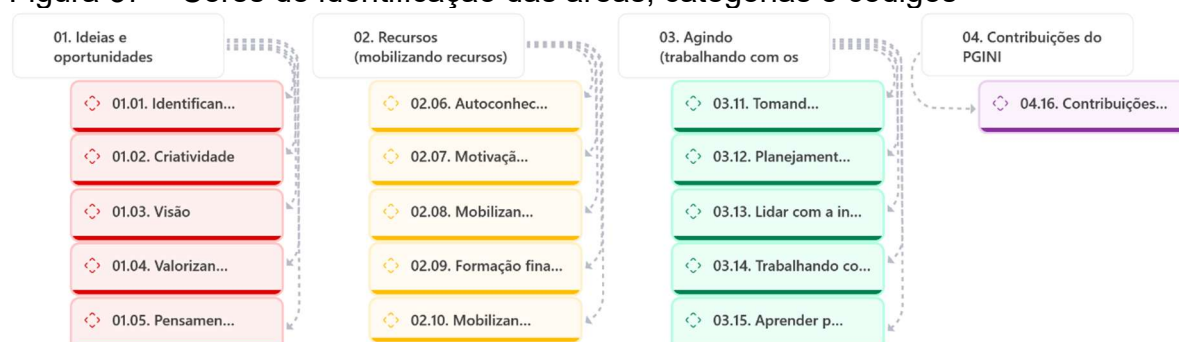 01. Ideias e
oportunidades
02. Recursos
(mobilizando recursos)
03. Agindo
(trabalhando com os
04. Contribuições do
PGINI
01.01. Identifican...
02.06. Autoconhec...
03.11. Tomand...
04.16. Contribuições...
01.02. Criatividade
02.07. Motivaçã...
03.12. Planejament...
01.03. Visão
02.08. Mobilizan...
03.13. Lidar com a in...
01.04. Valorizan...
02.09. Formação fina...
03.14. Trabalhando co...
01.05. Pensamen...
02.10. Mobilizan...
03.15. Aprender p...